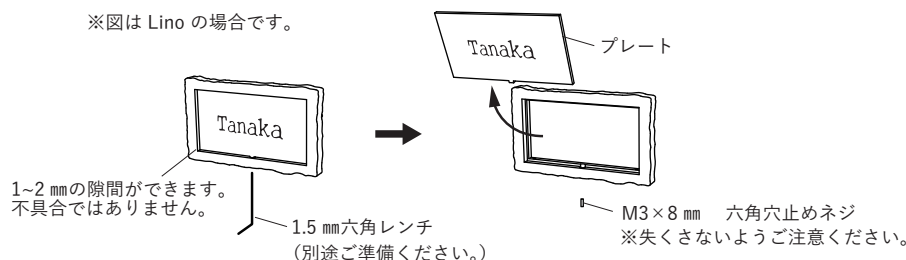 ※図は Lino の場合です。
Tanaka
プレート
Tanaka
1~2 ㎜の隙間ができます。
不具合ではありません。
1.5 ㎜六角レンチ
（別途ご準備ください。）
M3×8 ㎜　六角穴止めネジ
※失くさないようご注意ください。